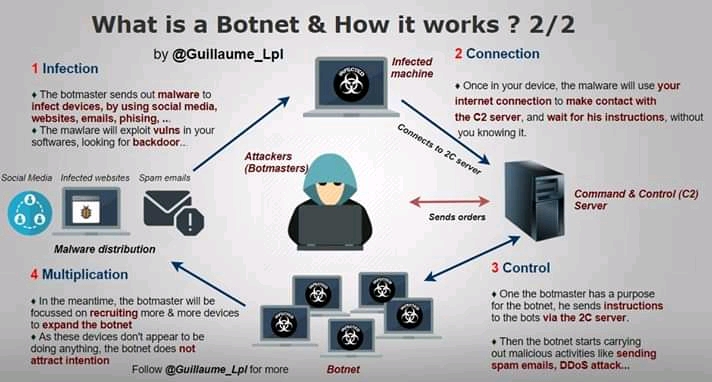 What is a Botnet & How it works ? 2/2
by @Guillaume_Lpl
1 Infection
♦ The botmaster sends out malware to
infect devices, by using social media,
websites, emails, phising, ...
♦ The mawlare will exploit vulns in your
softwares, looking for backdoor...
Infected
machine
INFECTED
2 Connection
♦ Once in your device, the malware will use your
internet connection to make contact with
the C2 server, and wait for his instructions, without
you knowing it.
Connects to 2C server
Attackers
(Botmasters)
Social Media
Infected websites
Spam emails
Malware distribution
Sends orders
Command & Control (C2)
Server
4 Multiplication
♦ In the meantime, the botmaster will be
focussed on recruiting more & more devices
to expand the botnet
♦ As these devices don't appear to be
doing anything, the botnet does not
attract intention
Follow @Guillaume_Lpl for more
INFECTED
INFECTED
INFECTED
INFECTED
INFECTED
Botnet
3 Control
♦ One the botmaster has a purpose
for the botnet, he sends instructions
to the bots via the 2C server.
♦ Then the botnet starts carrying
out malicious activities like sending
spam emails, DDoS attack...